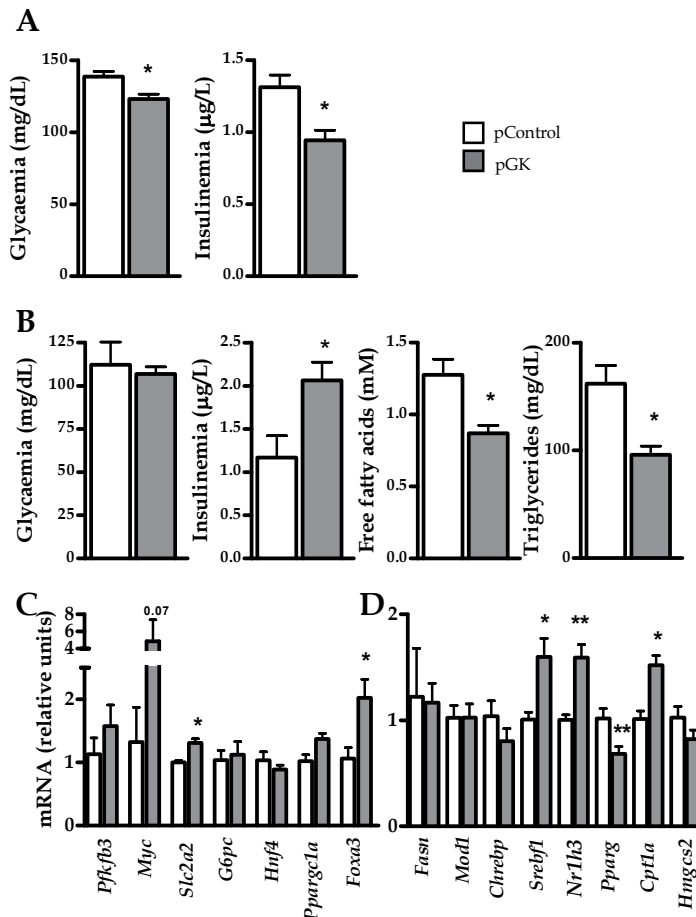 A
Glycaemia (mg/dL)
150
100
50
0
*
Insulinemia (µg/L)
1.5
1.0
0.5
0.0
*
pControl
pGK
B
Glycaemia (mg/dL)
125
100
75
50
25
0
Insulinemia (µg/L)
2.5
2.0
1.5
1.0
0.5
0.0
*
Free fatty acids (mM)
1.5
1.0
0.5
0.0
*
Triglycerides (mg/dL)
200
100
0
*
C
mRNA (relative units)
8
6
4
2
1
0
0.07
*
*
Pfkfb3
Myc
Slc2a2
G6pc
Hnf4
Ppargc1a
Foxa3
D
2
1
0
*
**
**
*
Fasn
Mod1
Chrebp
Srebf1
Nr1h3
Pparg
Cpt1a
Hmgcs2